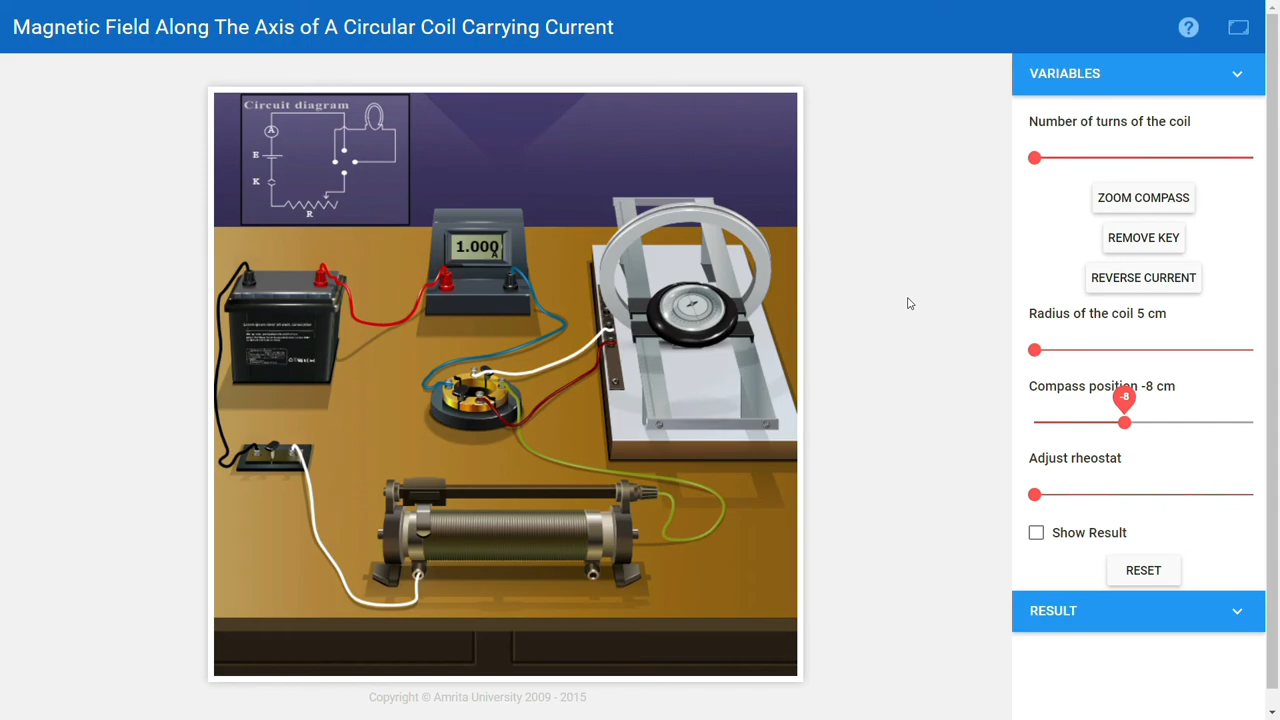 Magnetic Field Along The Axis of A Circular Coil Carrying Current
?
VARIABLES
Number of turns of the coil
ZOOM COMPASS
REMOVE KEY
REVERSE CURRENT
Radius of the coil 5 cm
Compass position -8 cm
-8
Adjust rheostat
Show Result
RESET
RESULT
Circuit diagram
A
E
K
R
1.000
A
Copyright © Amrita University 2009 - 2015